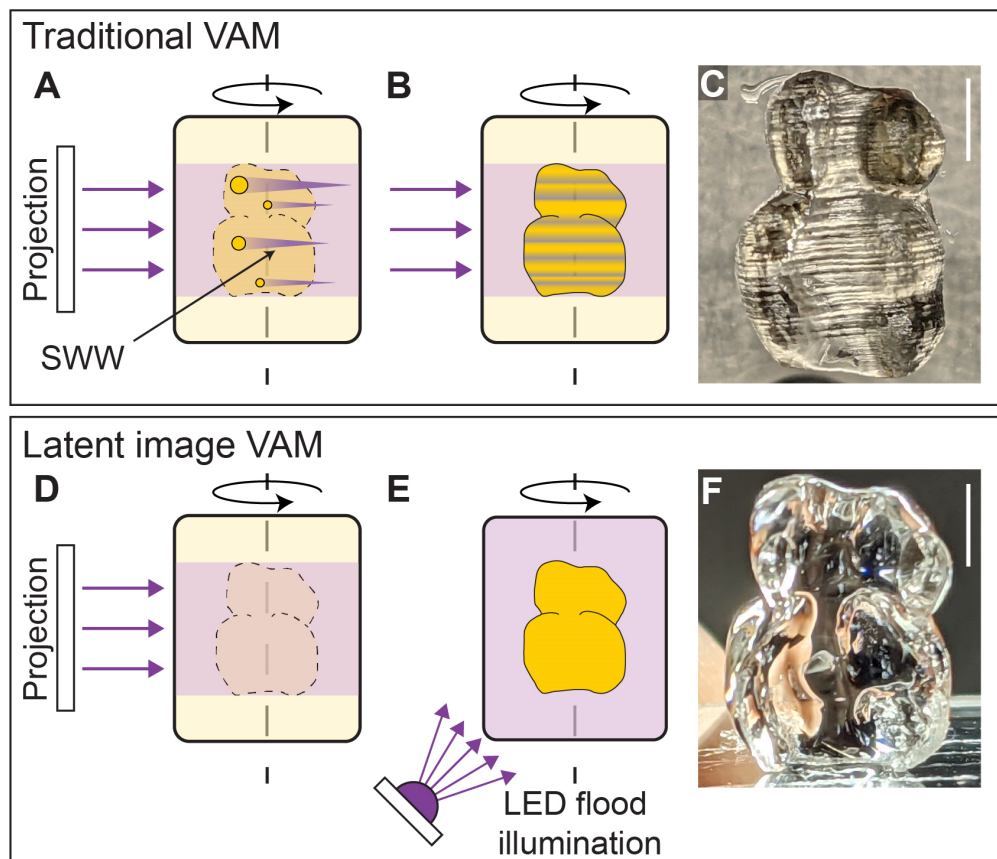 Traditional VAM
A
B
C
Projection
SWW
Latent image VAM
D
E
F
Projection
LED flood
illumination